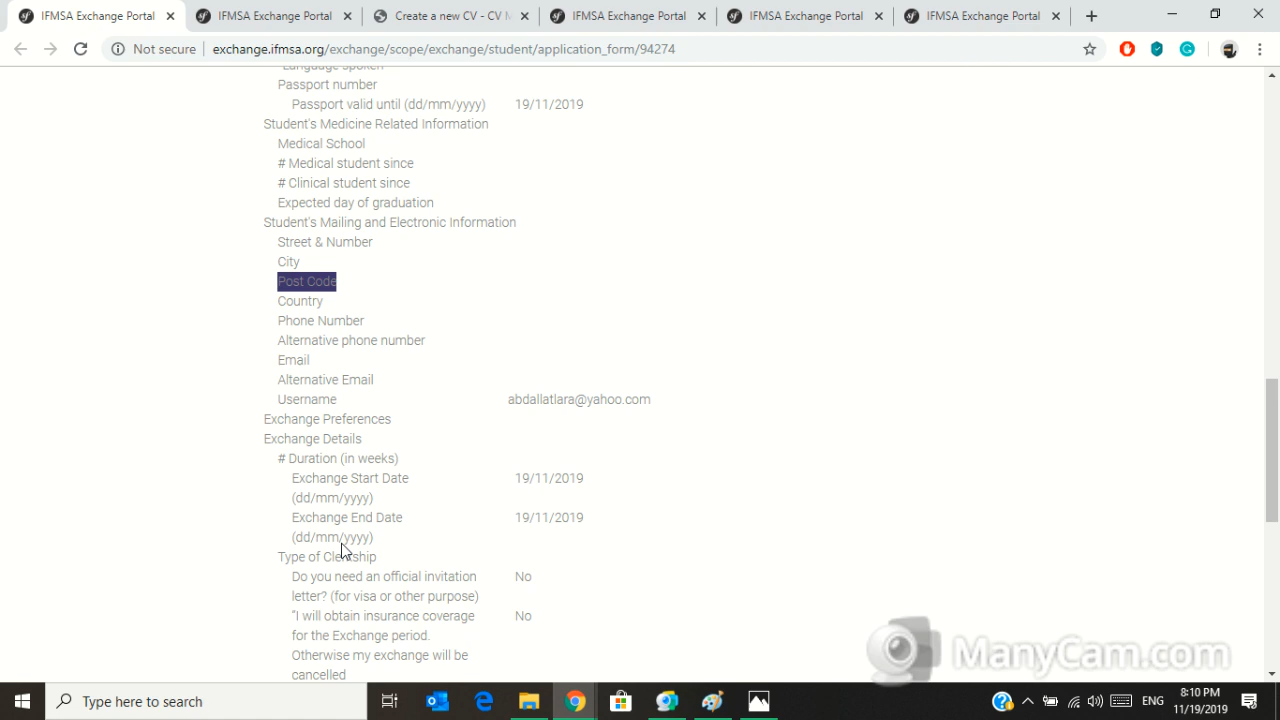 IFMSA Exchange Portal
IFMSA Exchange Portal
Create a new CV - CV M
IFMSA Exchange Portal
IFMSA Exchange Portal
IFMSA Exchange Portal
Not secure
exchange.ifmsa.org/exchange/scope/exchange/student/application_form/94274
Language spoken
Passport number
Passport valid until (dd/mm/yyyy) 19/11/2019
Student's Medicine Related Information
Medical School
# Medical student since
# Clinical student since
Expected day of graduation
Student's Mailing and Electronic Information
Street & Number
City
Post Code
Country
Phone Number
Alternative phone number
Email
Alternative Email
Username abdallatlara@yahoo.com
Exchange Preferences
Exchange Details
# Duration (in weeks)
Exchange Start Date 19/11/2019
(dd/mm/yyyy)
Exchange End Date 19/11/2019
(dd/mm/yyyy)
Type of Clerkship
Do you need an official invitation No
letter? (for visa or other purpose)
"I will obtain insurance coverage No
for the Exchange period.
Otherwise my exchange will be
cancelled
ManyCam.com
Type here to search
ENG
8:10 PM
11/19/2019